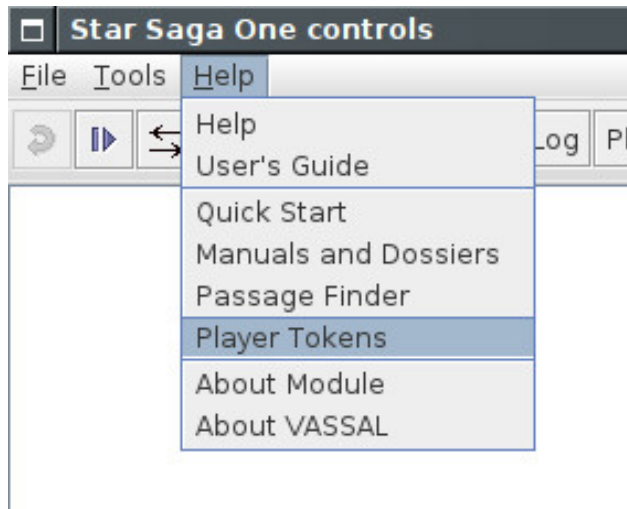 Star Saga One controls
File Tools Help
Help
User's Guide
Quick Start
Manuals and Dossiers
Passage Finder
Player Tokens
About Module
About VASSAL